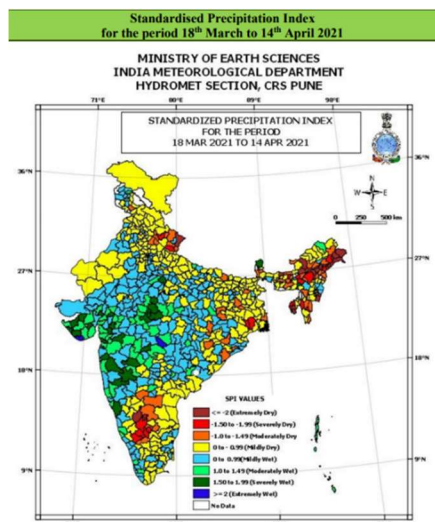 Standardised Precipitation Index
for the period 18th March to 14th April 2021
MINISTRY OF EARTH SCIENCES
INDIA METEOROLOGICAL DEPARTMENT
HYDROMET SECTION, CRS PUNE
71°E 80°E 89°E 98°E
STANDARDIZED PRECIPITATION INDEX
FOR THE PERIOD
18 MAR 2021 TO 14 APR 2021
36°N 36°N
N
W E
S
0 250 500 km
27°N 27°N
18°N 18°N
SPI VALUES
<= -2 (Extremely Dry)
-1.50 to -1.99 (Severely Dry)
-1.0 to -1.49 (Moderately Dry
0 to -0.99 (Mildly Dry)
0 to 0.99 (Mildly Wet)
1.0 to 1.49 (Moderately Wet)
1.50 to 1.99 (Severely Wet)
>= 2 (Extremely Wet)
No Data
9°N 9°N